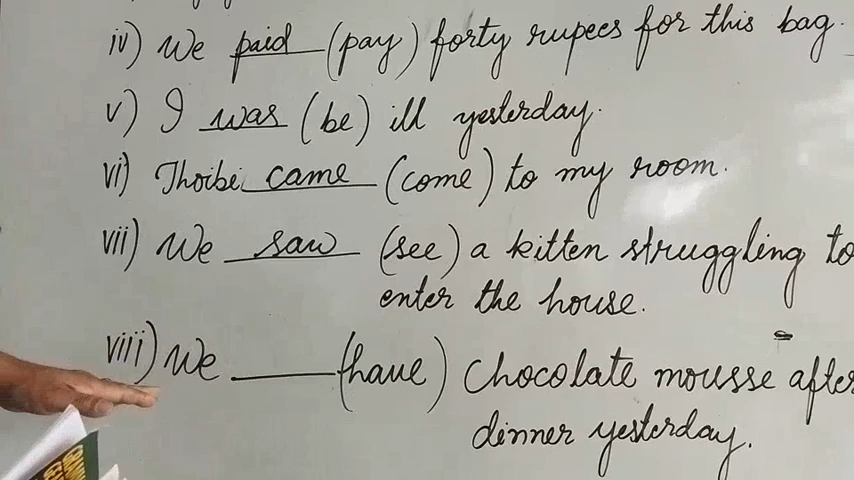 iv) We paid (pay) forty rupees for this bag.
v) I was (be) ill yesterday.
vi) Thoibi came (come) to my room.
vii) We saw (see) a kitten struggling to
enter the house.
viii) We ____ (have) Chocolate mousse after
dinner yesterday.